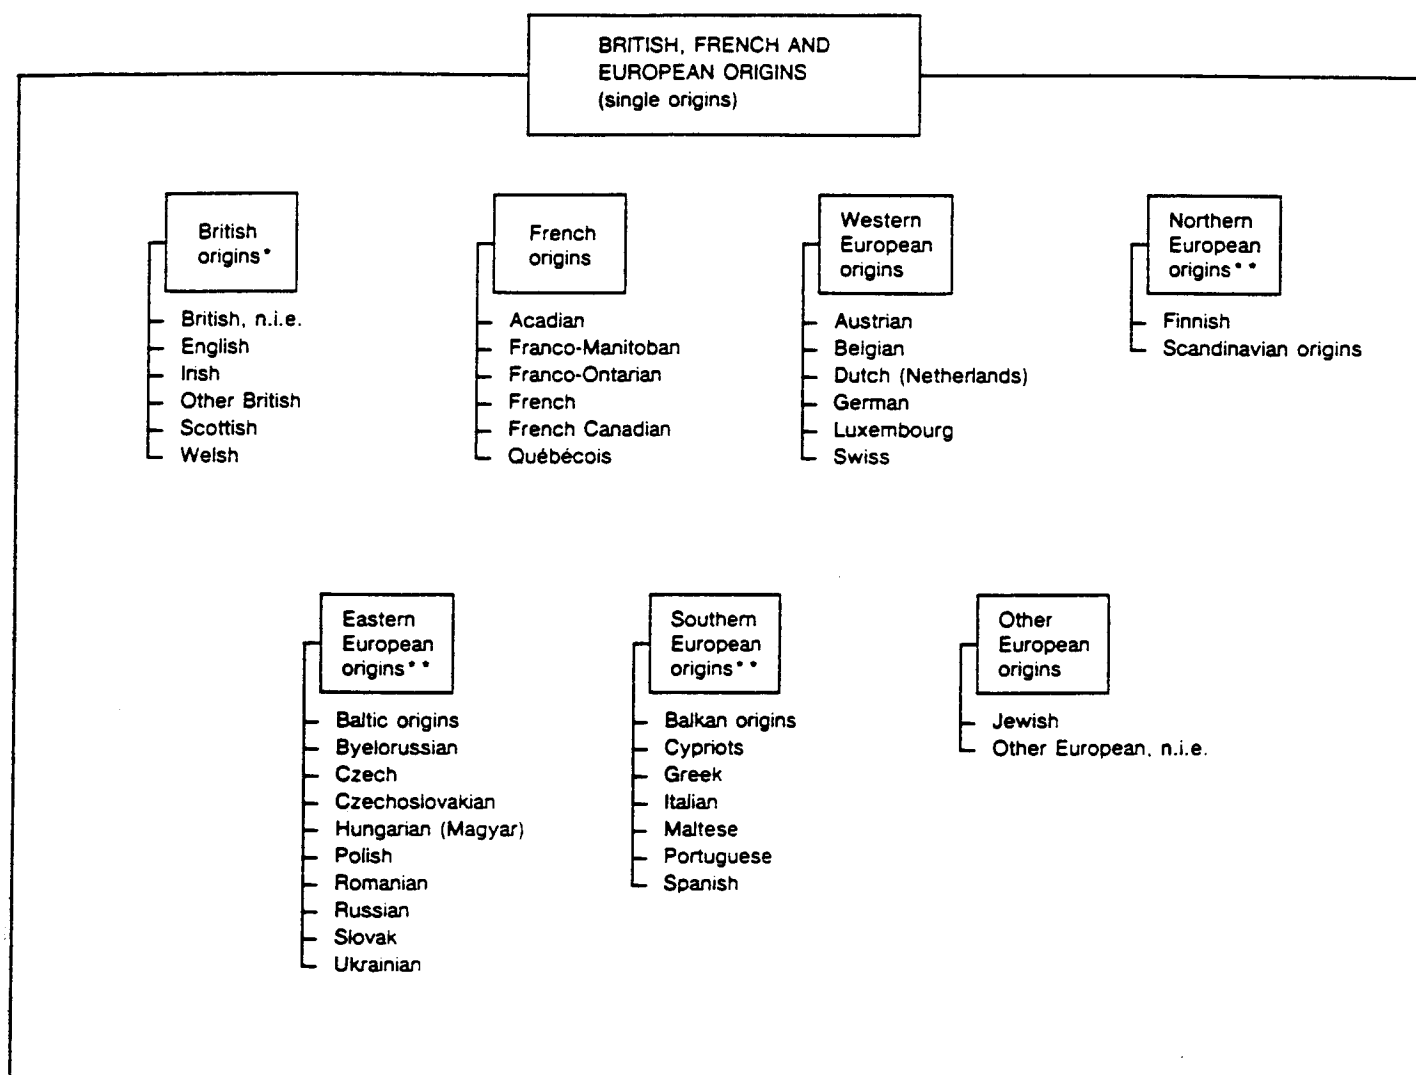 BRITISH, FRENCH AND
EUROPEAN ORIGINS
(single origins)
British
origins*
British, n.i.e.
English
Irish
Other British
Scottish
Welsh
French
origins
Acadian
Franco-Manitoban
Franco-Ontarian
French
French Canadian
Québécois
Western
European
origins
Austrian
Belgian
Dutch (Netherlands)
German
Luxembourg
Swiss
Northern
European
origins**
Finnish
Scandinavian origins
Eastern
European
origins**
Baltic origins
Byelorussian
Czech
Czechoslovakian
Hungarian (Magyar)
Polish
Romanian
Russian
Slovak
Ukrainian
Southern
European
origins**
Balkan origins
Cypriots
Greek
Italian
Maltese
Portuguese
Spanish
Other
European
origins
Jewish
Other European, n.i.e.